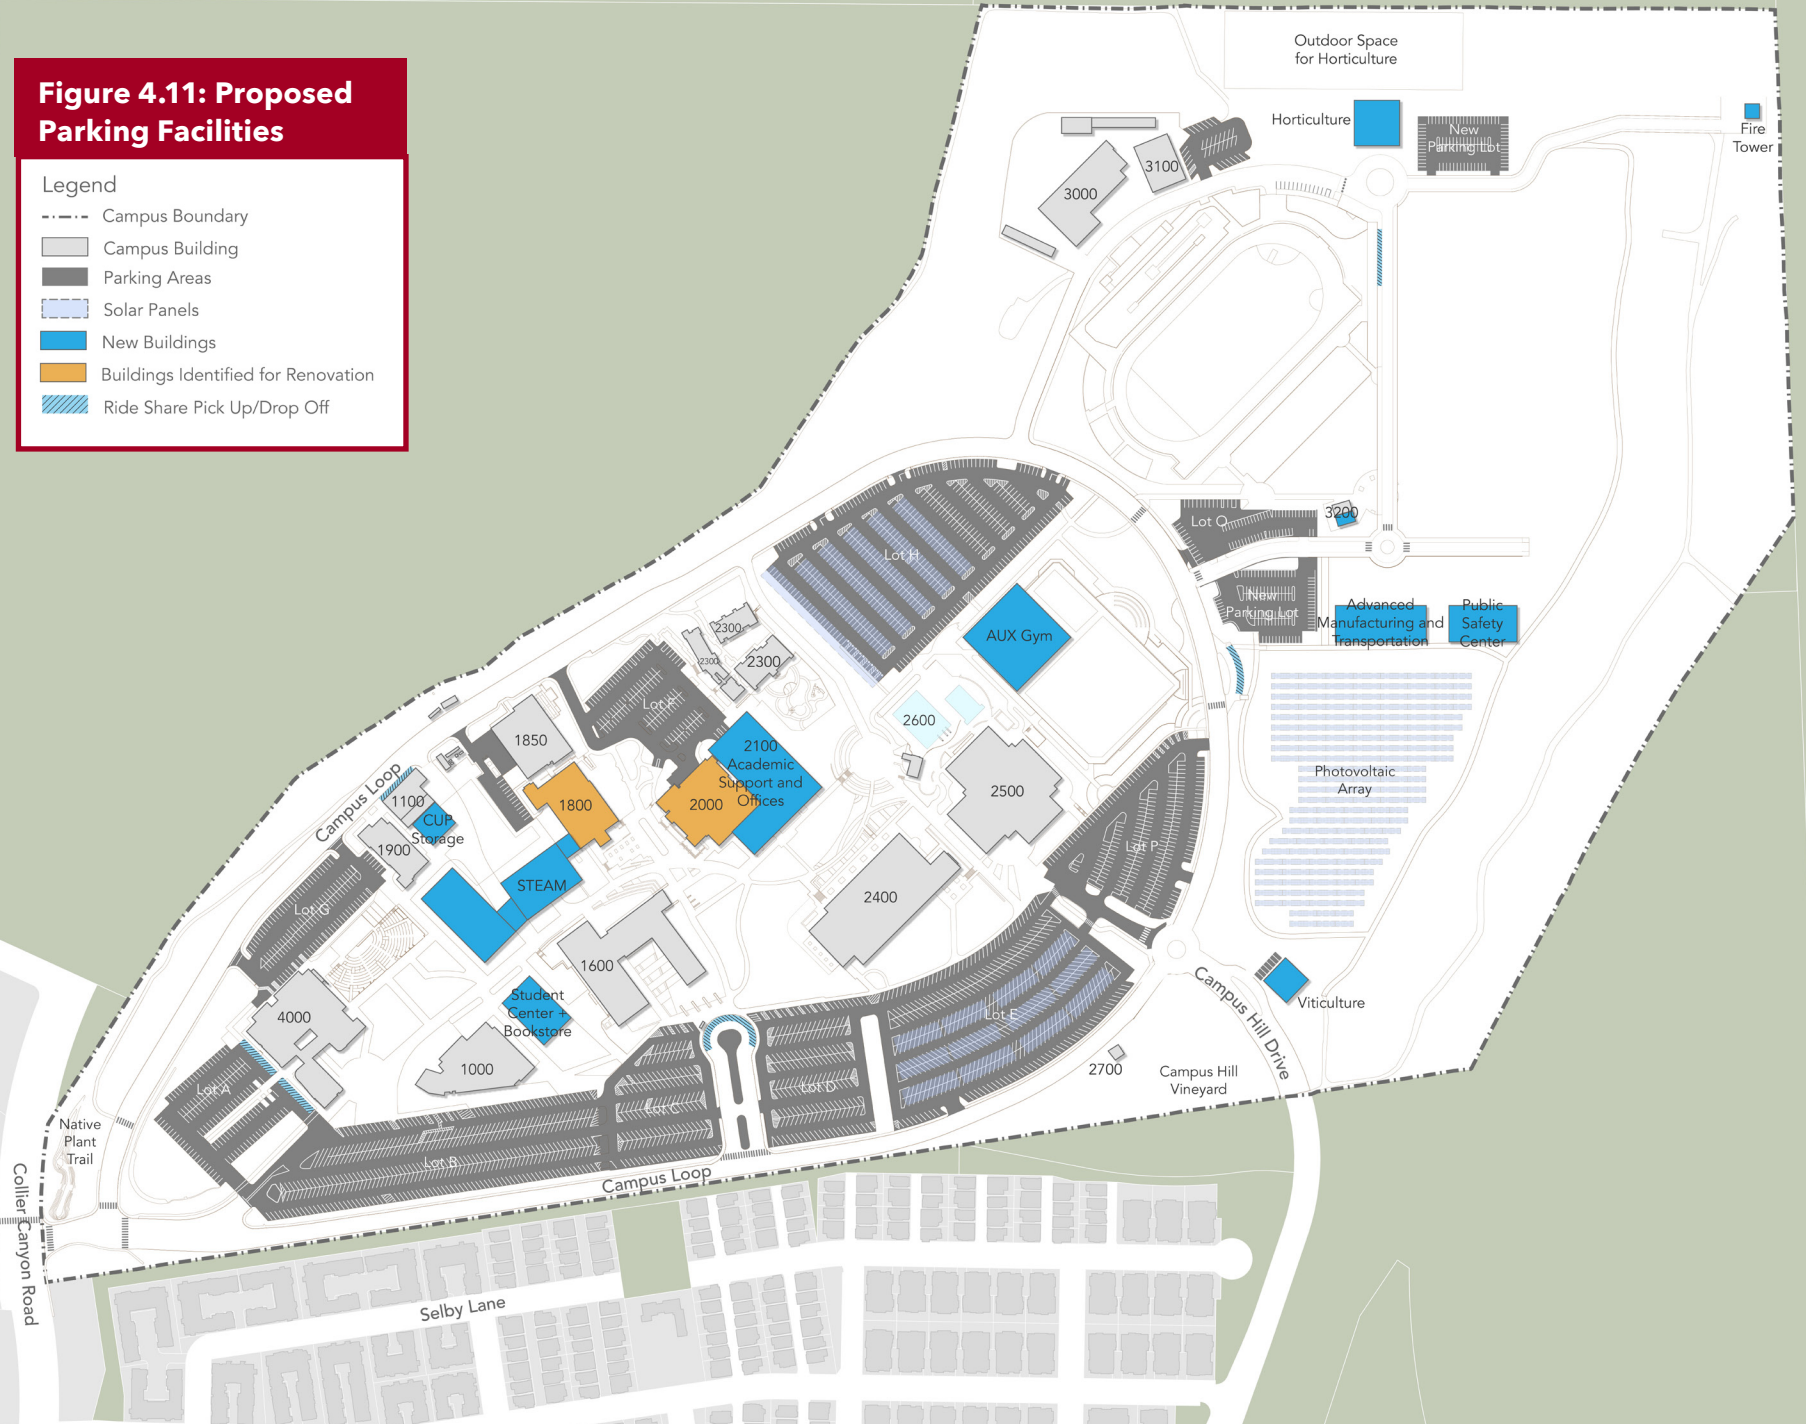 Figure 4.11: Proposed
Parking Facilities
Legend
Campus Boundary
Campus Building
Parking Areas
Solar Panels
New Buildings
Buildings Identified for Renovation
Ride Share Pick Up/Drop Off
Outdoor Space
for Horticulture
Horticulture
New
Parking Lot
Fire
Tower
3100
3000
Lot O
3200
Lot H
New
Parking Lot
Advanced
Manufacturing and
Transportation
Public
Safety
Center
AUX Gym
2300
2300
2300
Lot F
2600
1850
2100
Academic
Support and
Offices
Photovoltaic
Array
2500
Campus Loop
1100
1800
2000
CUP
Storage
1900
Lot P
STEAM
2400
Lot G
1600
Student
Center +
Bookstore
4000
Lot E
Campus Hill Drive
Viticulture
1000
2700
Campus Hill
Vineyard
Lot A
Lot D
Lot C
Native
Plant
Trail
Lot B
Campus Loop
Collier Canyon Road
Selby Lane